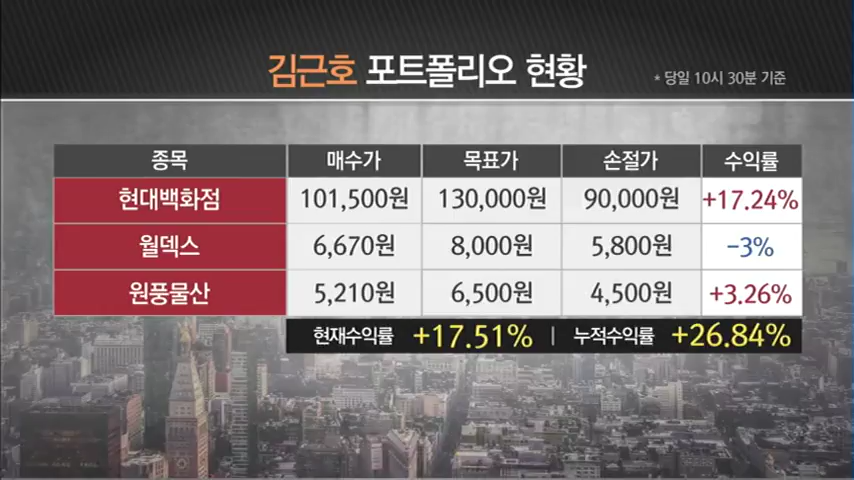 김근호 포트폴리오 현황
* 당일 10시 30분 기준
종목 매수가 목표가 손절가 수익률
현대백화점 101,500원 130,000원 90,000원 +17.24%
월덱스 6,670원 8,000원 5,800원 -3%
원풍물산 5,210원 6,500원 4,500원 +3.26%
현재수익률 +17.51% | 누적수익률 +26.84%